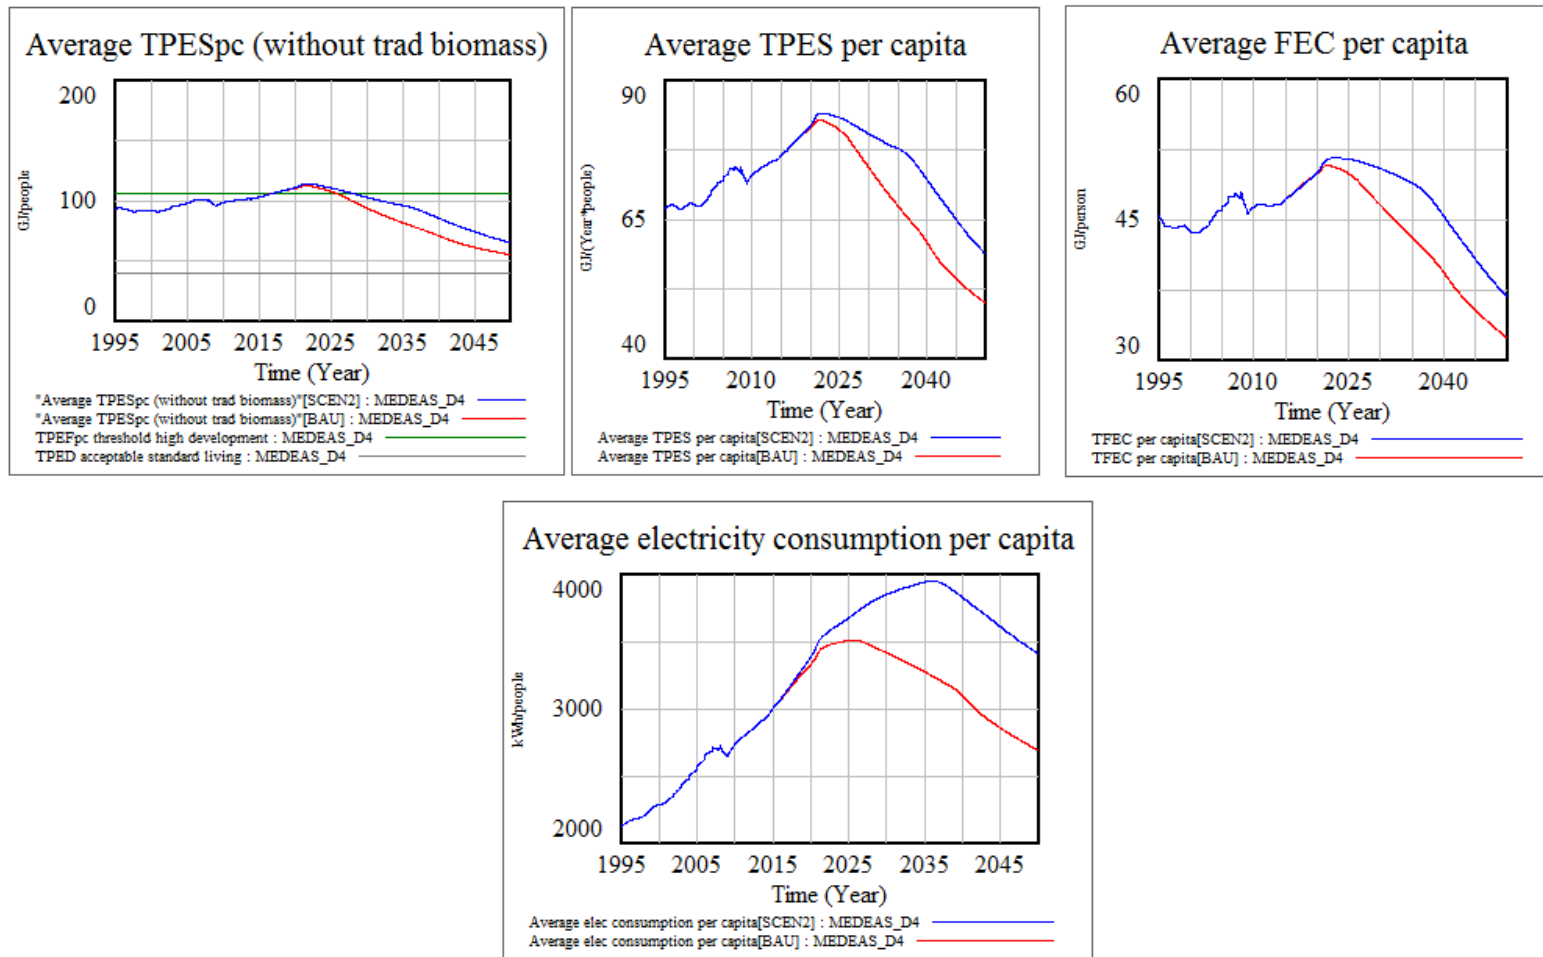 Average TPESpc (without trad biomass)
200
100
0
GJ/people
1995 2005 2015 2025 2035 2045
Time (Year)
"Average TPESpc (without trad biomass)"[SCEN2] : MEDEAS_D4
"Average TPESpc (without trad biomass)"[BAU] : MEDEAS_D4
TPEFpc threshold high development : MEDEAS_D4
TPED acceptable standard living : MEDEAS_D4
Average TPES per capita
90
65
40
GJ/(Year*people)
1995 2010 2025 2040
Time (Year)
Average TPES per capita[SCEN2] : MEDEAS_D4
Average TPES per capita[BAU] : MEDEAS_D4
Average FEC per capita
60
45
30
GJ/person
1995 2010 2025 2040
Time (Year)
TFEC per capita[SCEN2] : MEDEAS_D4
TFEC per capita[BAU] : MEDEAS_D4
Average electricity consumption per capita
4000
3000
2000
kWh/people
1995 2005 2015 2025 2035 2045
Time (Year)
Average elec consumption per capita[SCEN2] : MEDEAS_D4
Average elec consumption per capita[BAU] : MEDEAS_D4